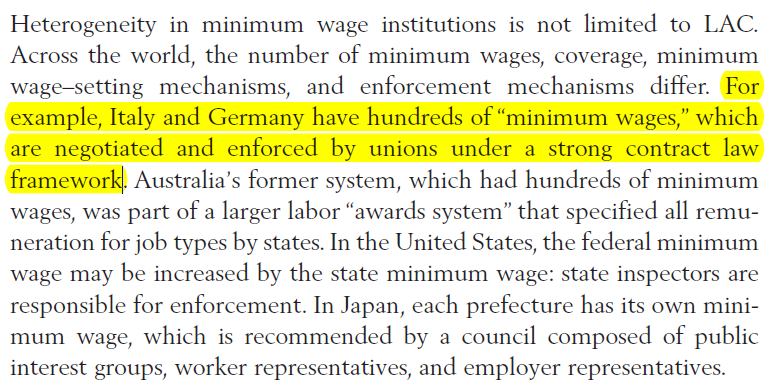 Heterogeneity in minimum wage institutions is not limited to LAC.
Across the world, the number of minimum wages, coverage, minimum
wage–setting mechanisms, and enforcement mechanisms differ. For
example, Italy and Germany have hundreds of “minimum wages,” which
are negotiated and enforced by unions under a strong contract law
framework. Australia’s former system, which had hundreds of minimum
wages, was part of a larger labor “awards system” that specified all remu-
neration for job types by states. In the United States, the federal minimum
wage may be increased by the state minimum wage: state inspectors are
responsible for enforcement. In Japan, each prefecture has its own mini-
mum wage, which is recommended by a council composed of public
interest groups, worker representatives, and employer representatives.